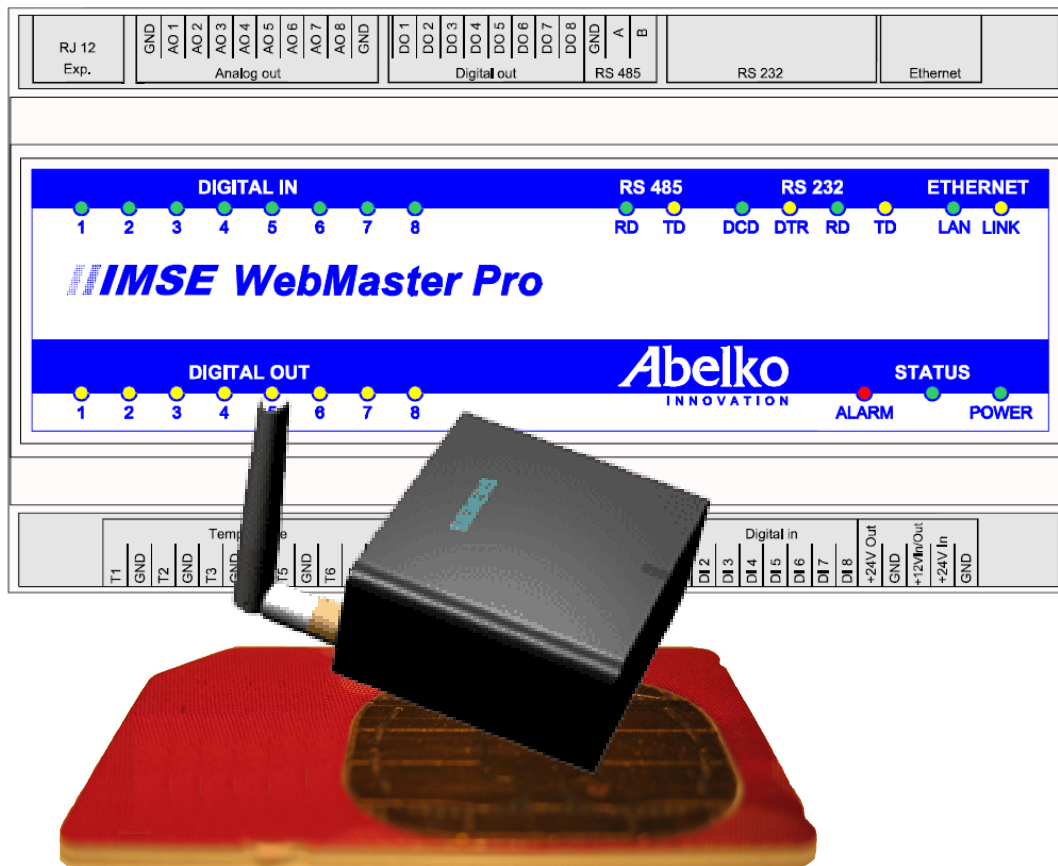 RJ 12
Exp.
GND AO 1 AO 2 AO 3 AO 4 AO 5 AO 6 AO 7 AO 8 GND
Analog out
DO 1 DO 2 DO 3 DO 4 DO 5 DO 6 DO 7 DO 8
Digital out
GND A B
RS 485
RS 232
Ethernet
DIGITAL IN
1 2 3 4 5 6 7 8
RS 485
RD TD
RS 232
DCD DTR RD TD
ETHERNET
LAN LINK
IMSE WebMaster Pro
DIGITAL OUT
1 2 3 4 5 6 7 8
Abelko
INNOVATION
STATUS
ALARM POWER
T1 GND T2 GND T3 GND T5 GND T6
Digital in
DI 2 DI 3 DI 4 DI 5 DI 6 DI 7 DI 8
+24V Out GND +12VIn/Out +24V In GND
SIEMENS